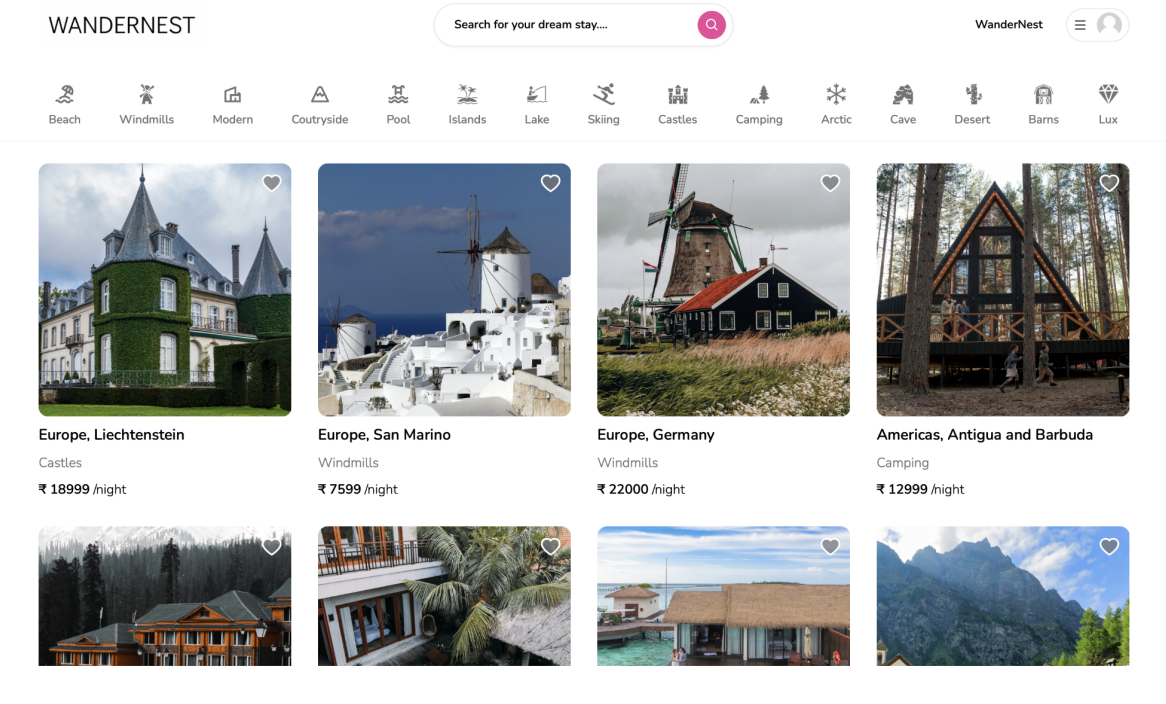 WANDERNEST
Search for your dream stay....
WanderNest
Beach
Windmills
Modern
Coutryside
Pool
Islands
Lake
Skiing
Castles
Camping
Arctic
Cave
Desert
Barns
Lux
Europe, Liechtenstein
Castles
₹ 18999 /night
Europe, San Marino
Windmills
₹ 7599 /night
Europe, Germany
Windmills
₹ 22000 /night
Americas, Antigua and Barbuda
Camping
₹ 12999 /night